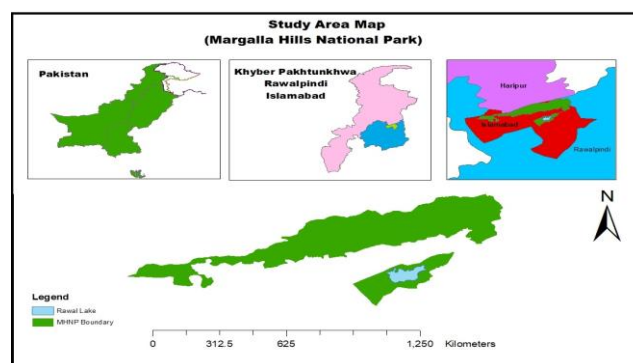 Study Area Map
(Margalla Hills National Park)
Pakistan
Khyber Pakhtunkhwa
Rawalpindi
Islamabad
Haripur
Islamabad
Rawalpindi
N
Legend
Rawal Lake
MHNP Boundary
0 312.5 625 1,250 Kilometers